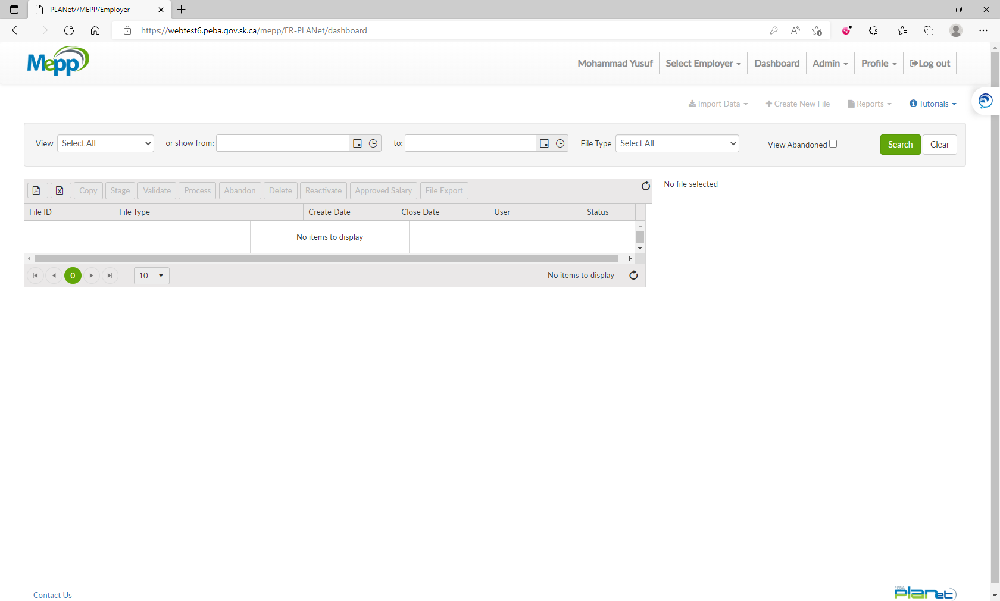 PLANet//MEPP/Employer
https://webtest6.peba.gov.sk.ca/mepp/ER-PLANet/dashboard
Mepp
Mohammad Yusuf
Select Employer
Dashboard
Admin
Profile
Log out
Import Data
Create New File
Reports
Tutorials
View: Select All
or show from:
to:
File Type: Select All
View Abandoned
Search
Clear
Copy
Stage
Validate
Process
Abandon
Delete
Reactivate
Approved Salary
File Export
No file selected
File ID
File Type
Create Date
Close Date
User
Status
No items to display
0
10
No items to display
Contact Us
PEBA
planet